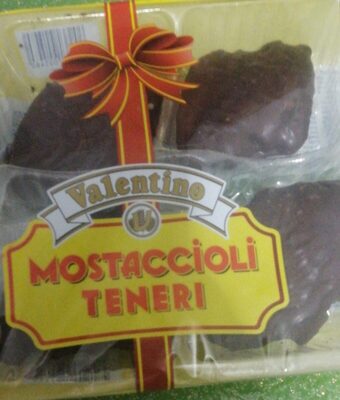 Valentino
MOSTACCIOLI
TENERI